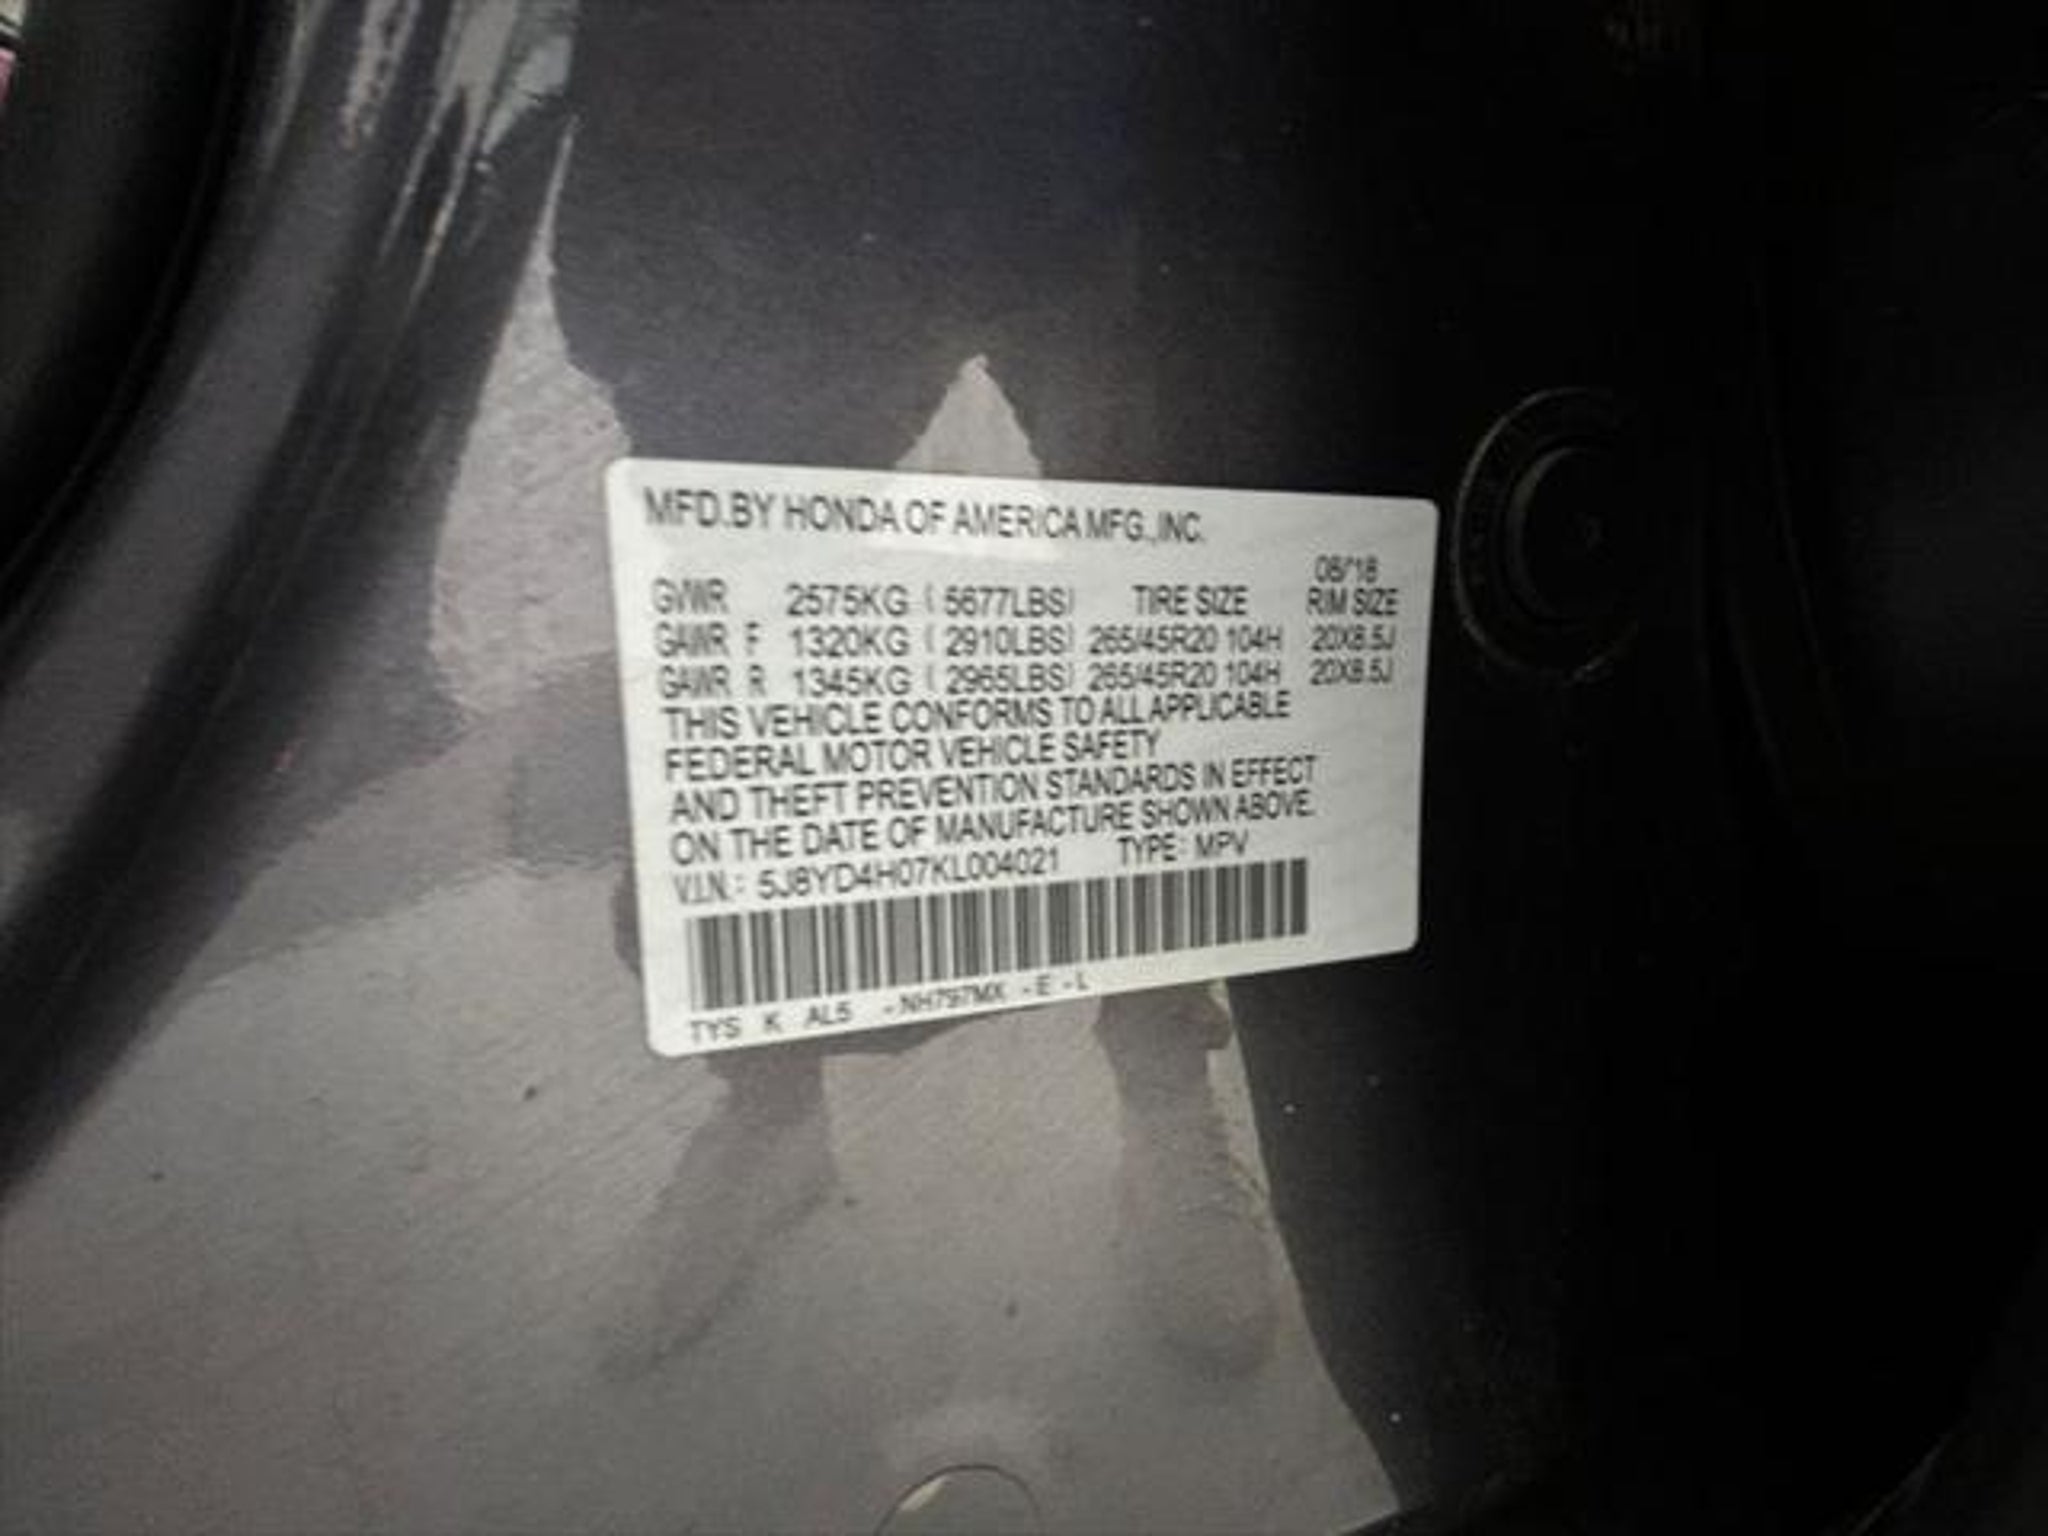 MFD.BY HONDA OF AMERICA MFG.,INC.
08/18
GVWR 2575KG ( 5677LBS) TIRE SIZE RIM SIZE
GAWR F 1320KG ( 2910LBS) 265/45R20 104H 20X8.5J
GAWR R 1345KG ( 2965LBS) 265/45R20 104H 20X8.5J
THIS VEHICLE CONFORMS TO ALL APPLICABLE
FEDERAL MOTOR VEHICLE SAFETY
AND THEFT PREVENTION STANDARDS IN EFFECT
ON THE DATE OF MANUFACTURE SHOWN ABOVE.
V.I.N.: 5J8YD4H07KL004021 TYPE: MPV
TYS K AL5 -NH797MX -E -L